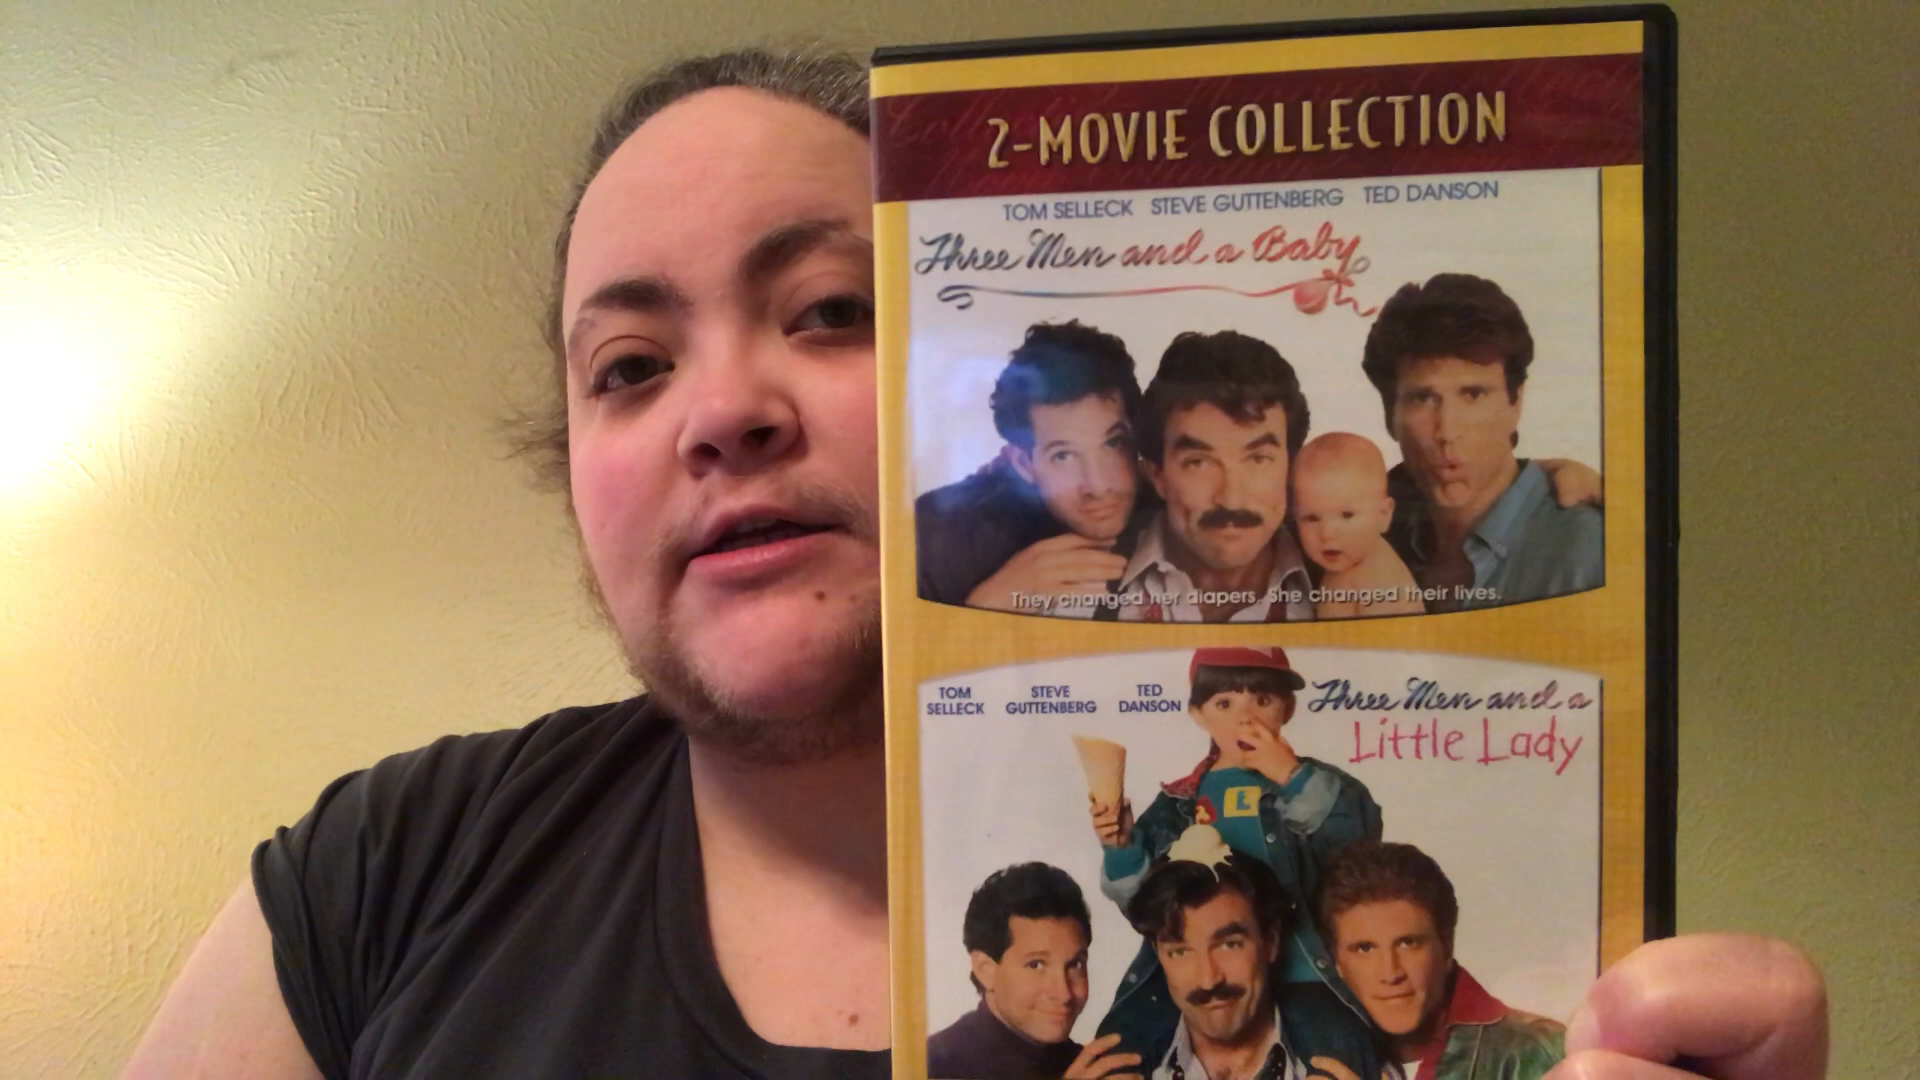 2-MOVIE COLLECTION
TOM SELLECK STEVE GUTTENBERG TED DANSON
Three Men and a Baby
They changed her diapers. She changed their lives.
TOM SELLECK
STEVE GUTTENBERG
TED DANSON
Three Men and a
Little Lady
L